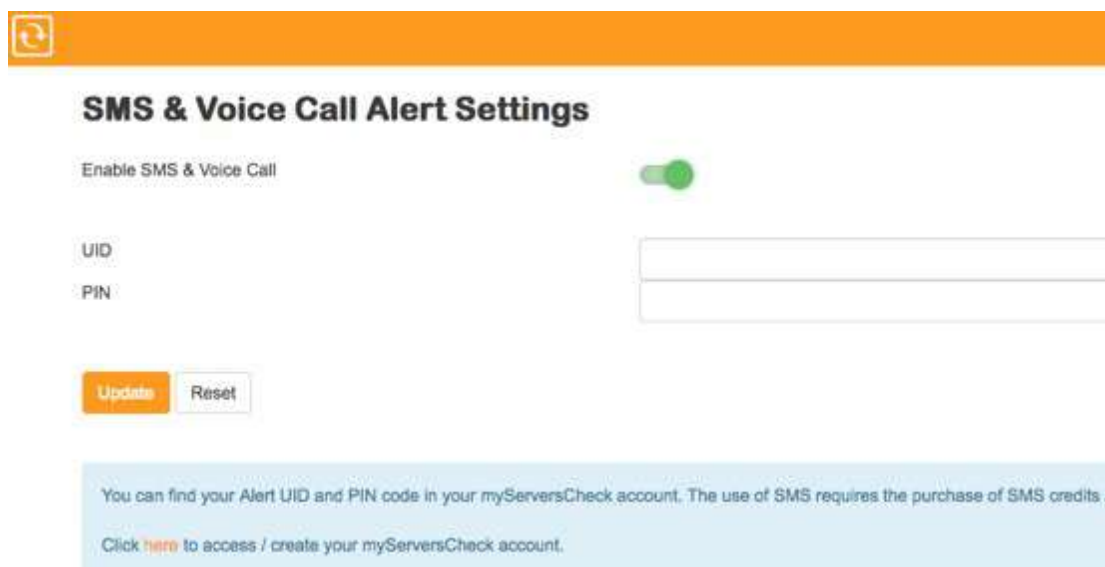 SMS & Voice Call Alert Settings
Enable SMS & Voice Call
UID
PIN
Update Reset
You can find your Alert UID and PIN code in your myServersCheck account. The use of SMS requires the purchase of SMS credits
Click here to access / create your myServersCheck account.